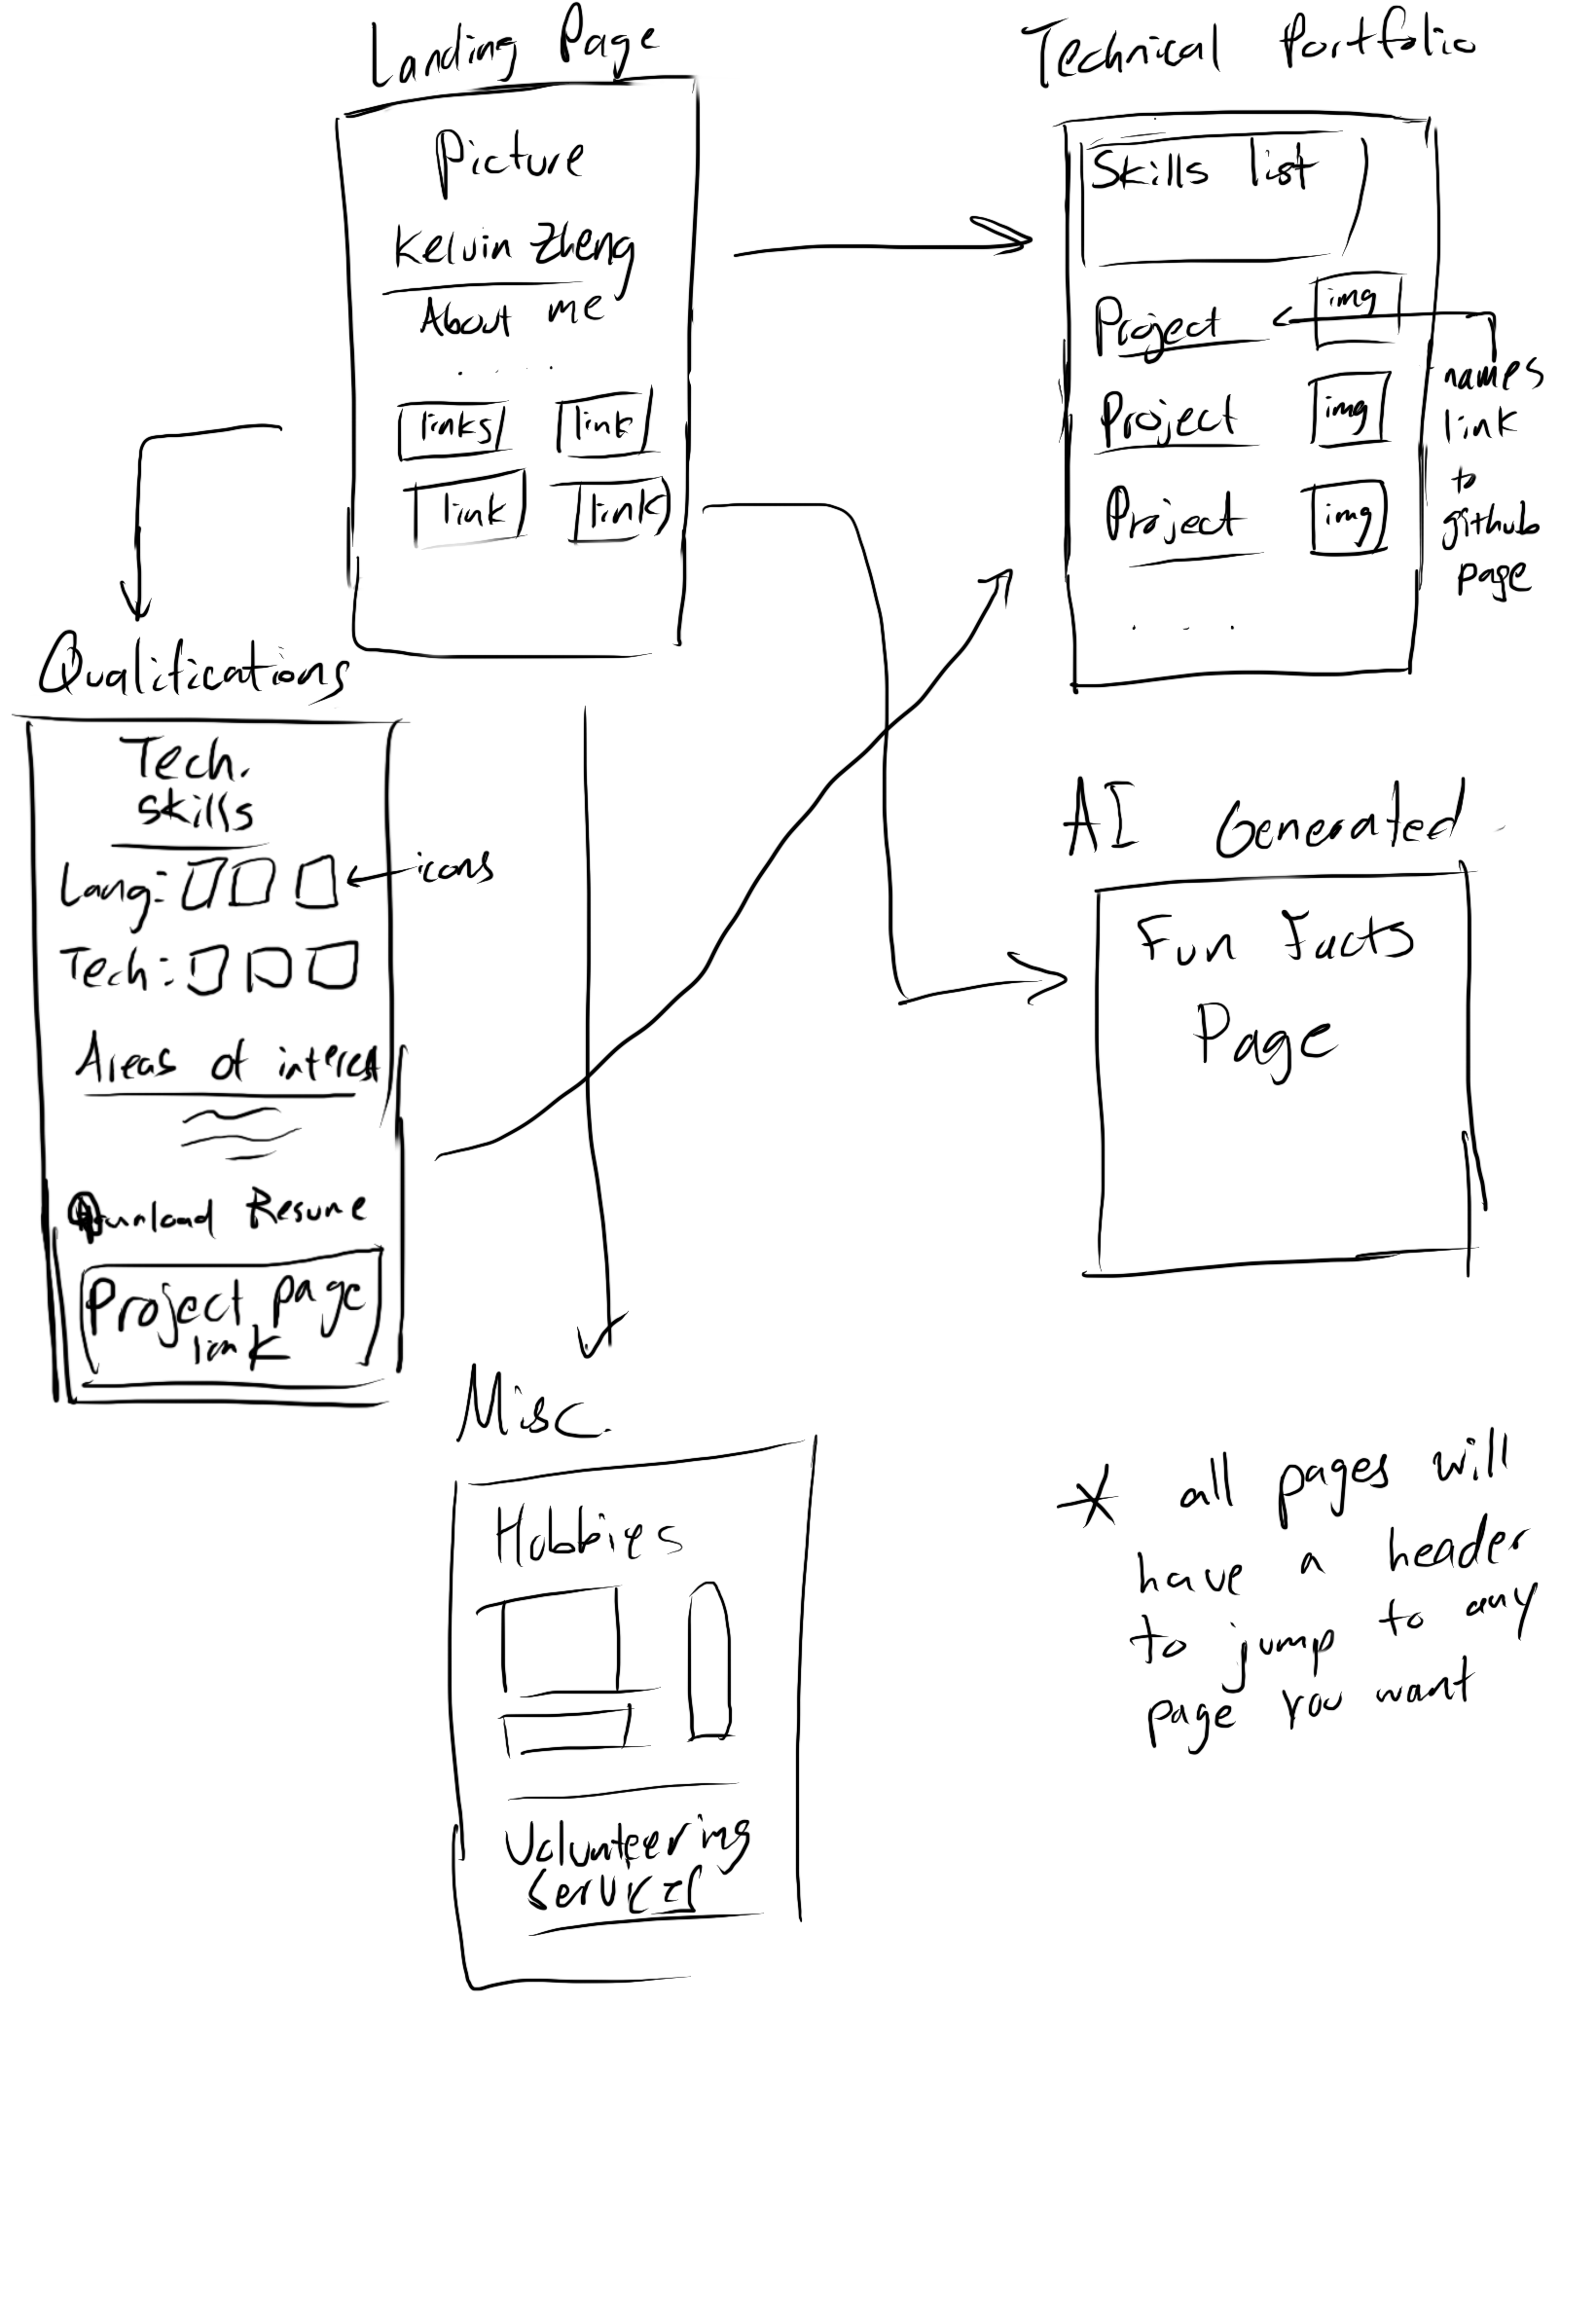 Landing Page
Picture
Kelvin Zheng
About me
. . . .
links link
link link
Technical Portfolio
Skills list
Project img
Project img
Project img
. . .
names
link
to
github
page
Qualifications
Tech.
skills
Lang: icons
Tech:
Areas of interest
Download Resume
Project page
link
AI Generated
Fun Facts
Page
Misc.
Hobbies
Volunteering
services
* all pages will
have a header
to jump to any
page you want